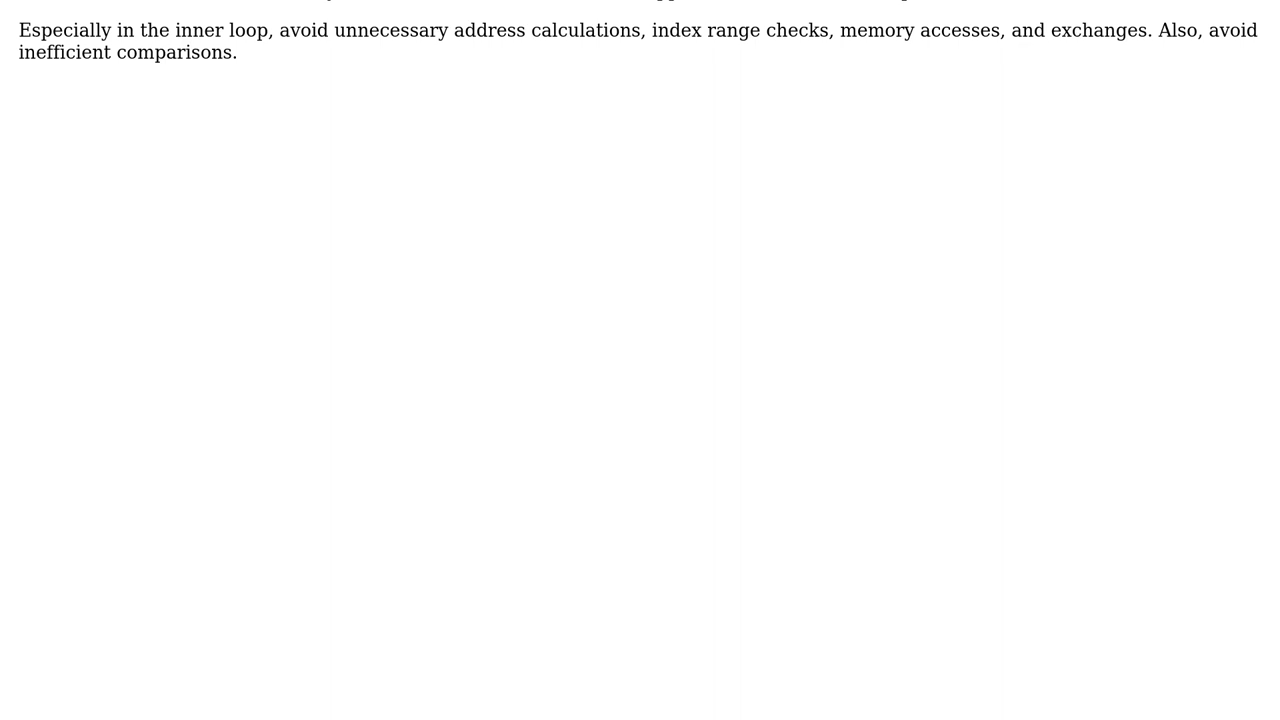 Especially in the inner loop, avoid unnecessary address calculations, index range checks, memory accesses, and exchanges. Also, avoid
inefficient comparisons.